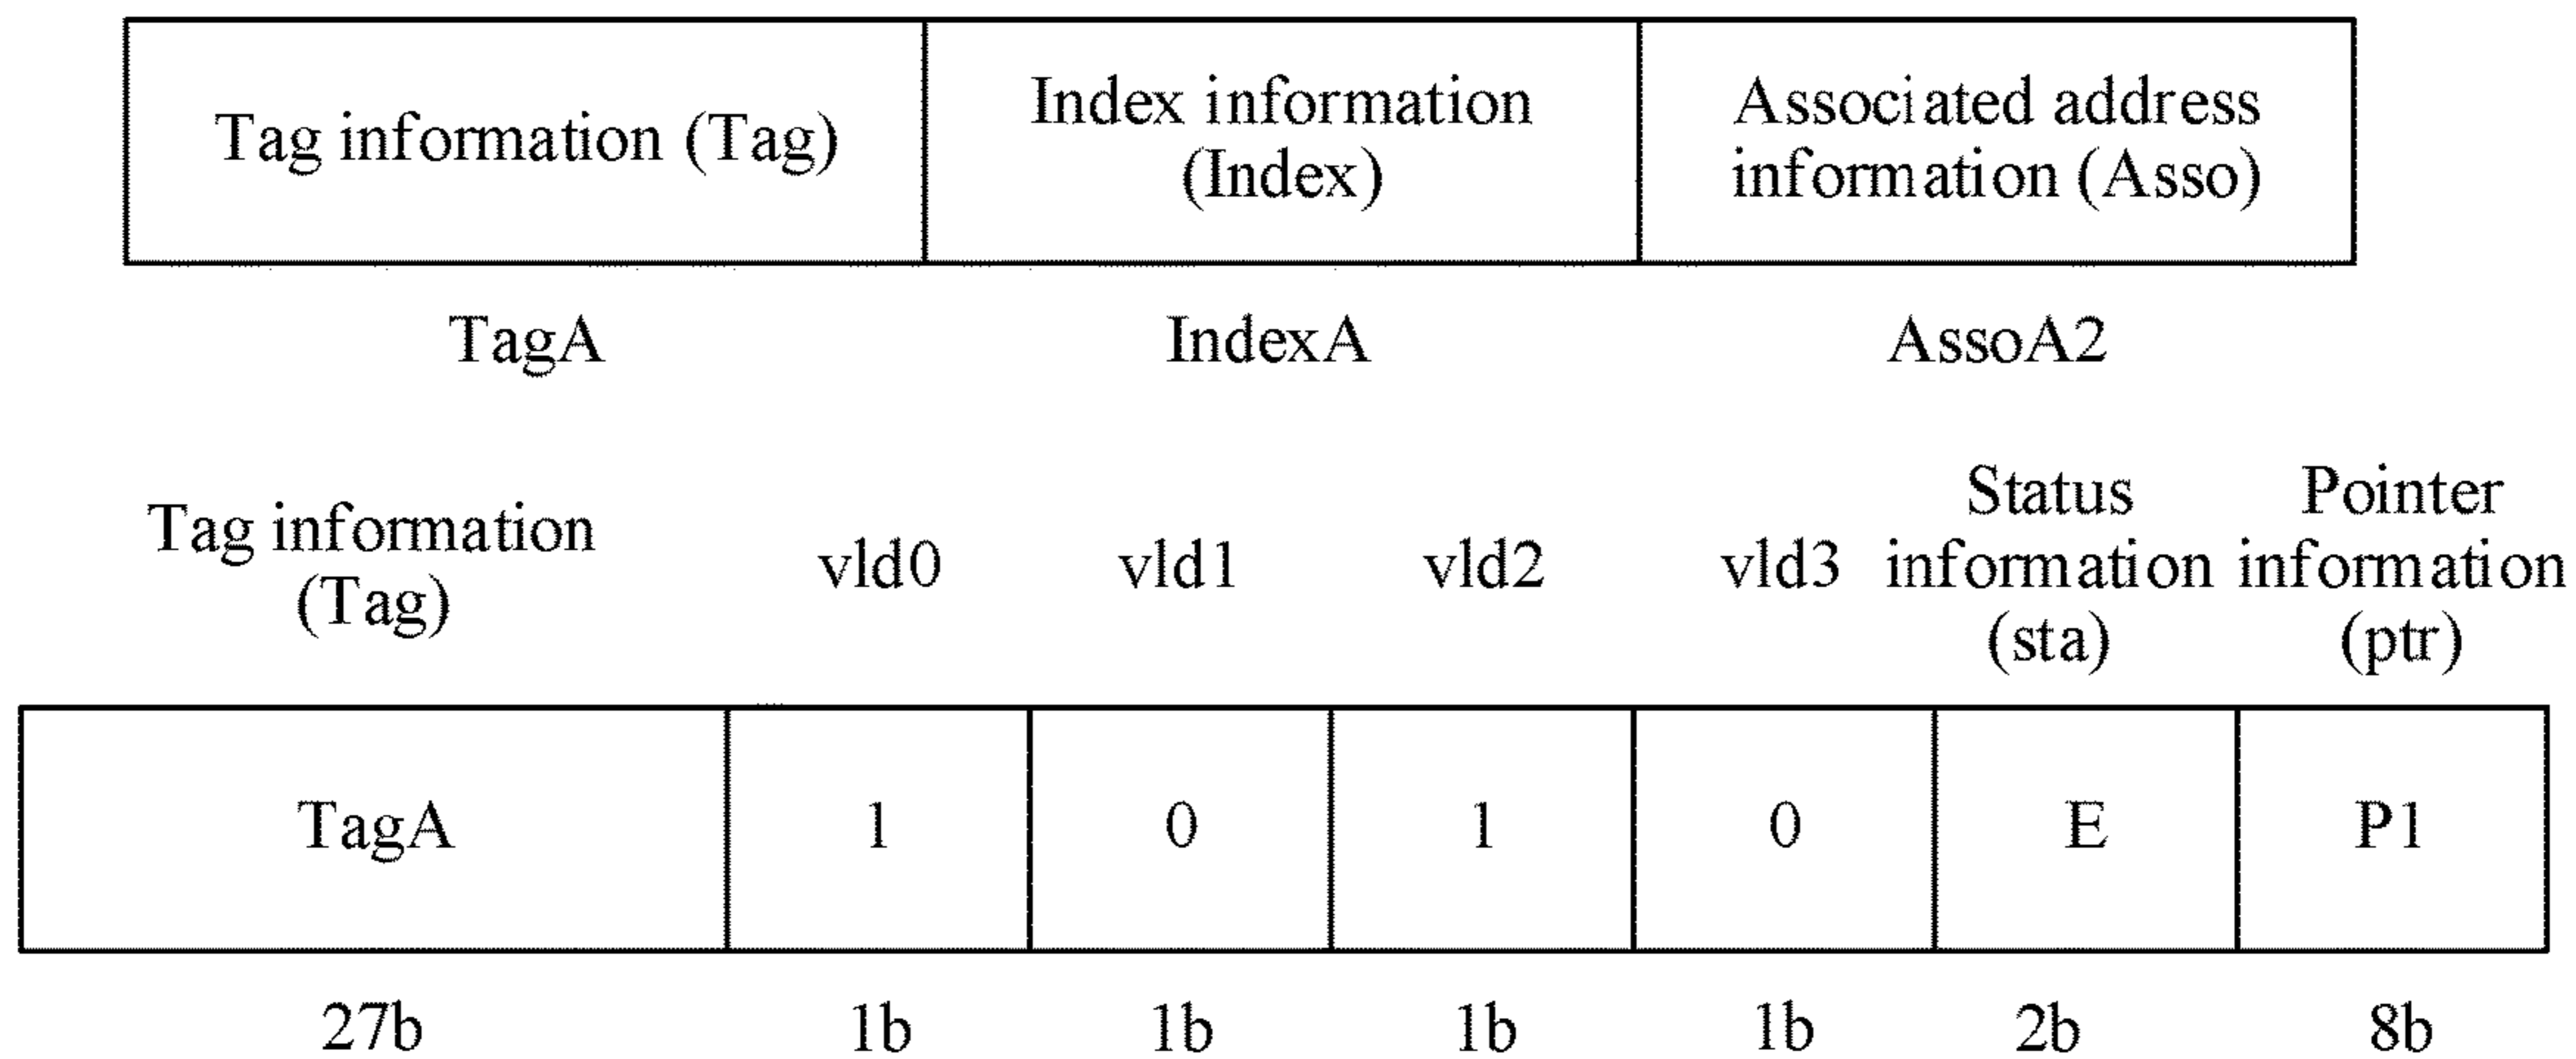 Tag information (Tag)
Index information
(Index)
Associated address
information (Asso)
TagA
IndexA
AssoA2
Tag information
(Tag)
vld0
vld1
vld2
vld3
Status
information
(sta)
Pointer
information
(ptr)
TagA
1
0
1
0
E
P1
27b
1b
1b
1b
1b
2b
8b